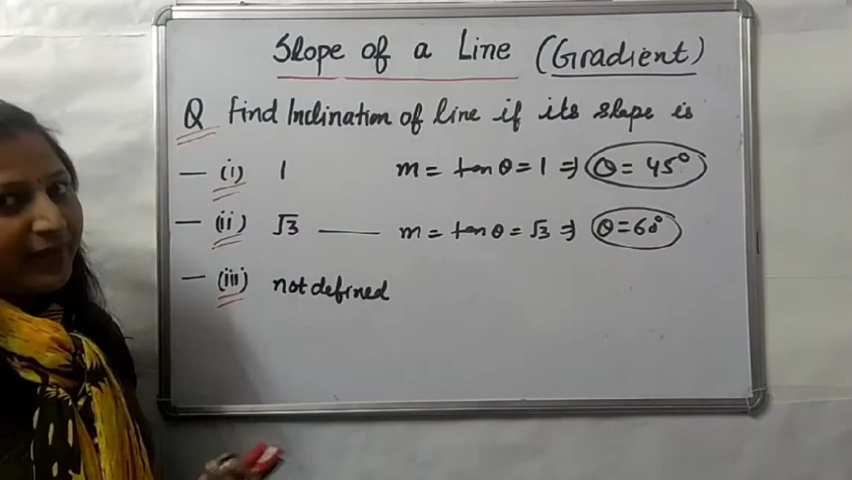 Slope of a Line (Gradient)
Q Find Inclination of line if its slope is
— (i) 1 m = tan θ = 1 ⇒ θ = 45°
— (ii) √3 —— m = tan θ = √3 ⇒ θ = 60°
— (iii) not defined